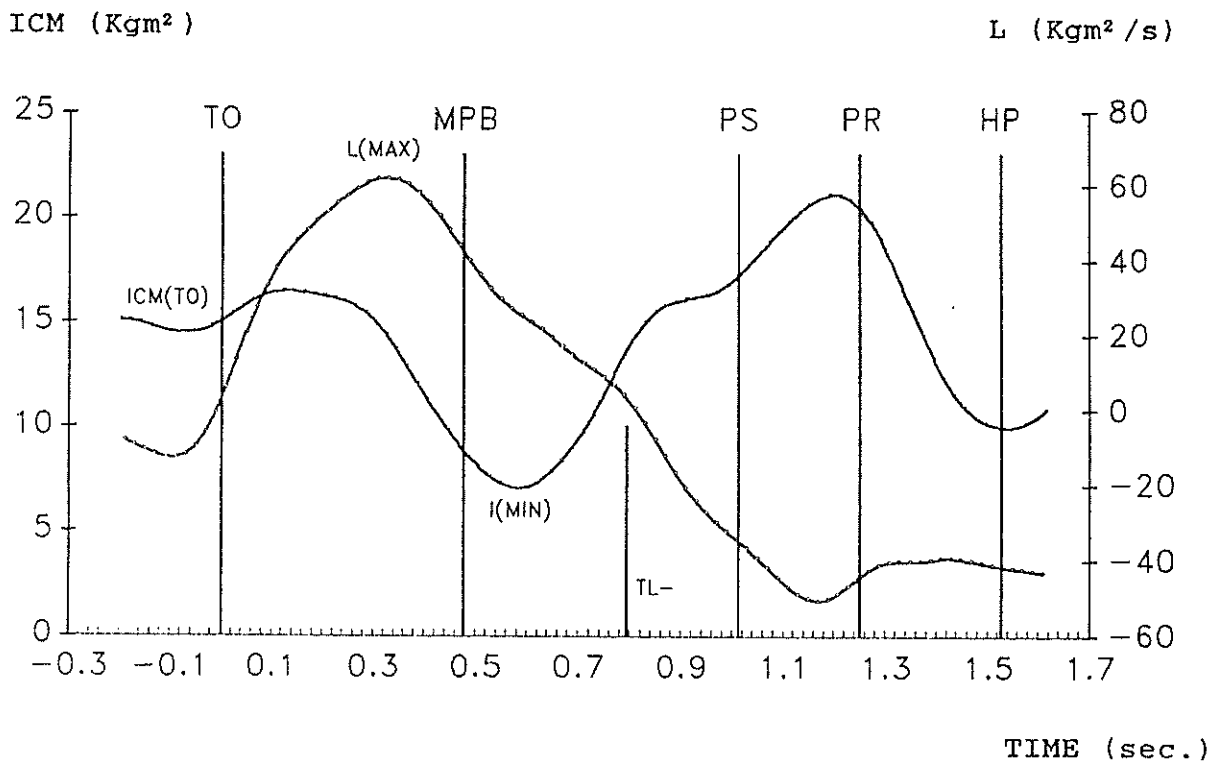 ICM (Kgm²)
L (Kgm²/s)
25 TO MPB PS PR HP 80
L(MAX)
20 60
40
ICM(TO)
15 20
10 0
I(MIN) -20
5
TL- -40
0 -60
-0.3 -0.1 0.1 0.3 0.5 0.7 0.9 1.1 1.3 1.5 1.7
TIME (sec.)